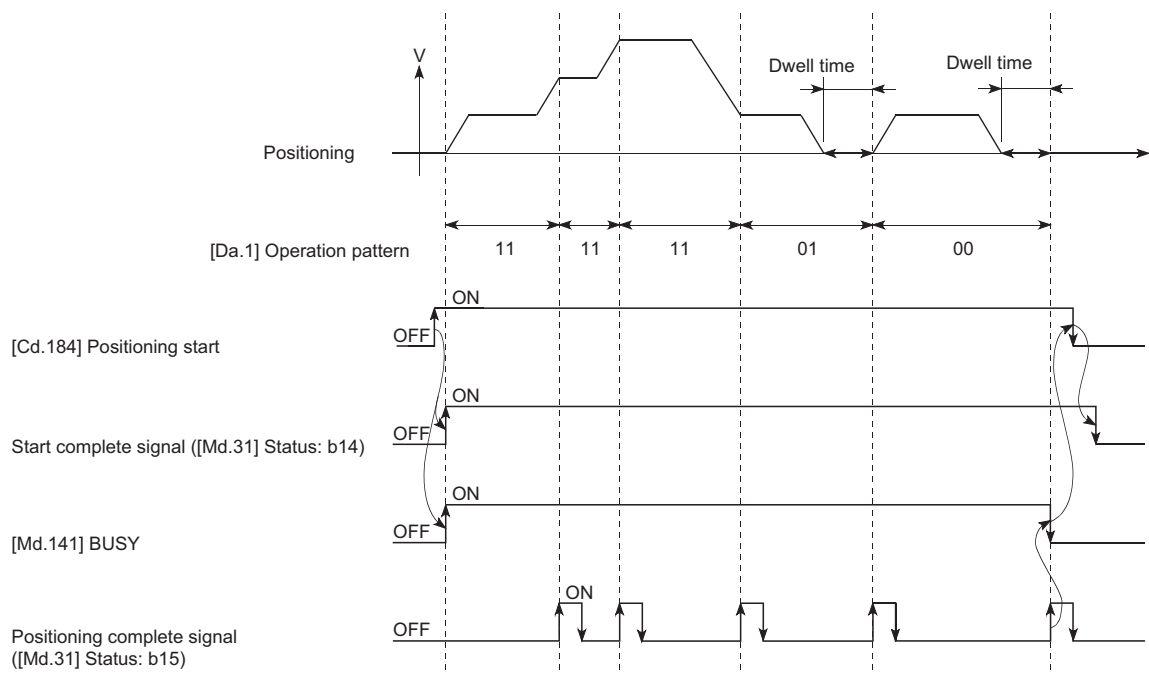 V
Dwell time
Dwell time
Positioning
[Da.1] Operation pattern
11
11
11
01
00
ON
OFF
[Cd.184] Positioning start
ON
OFF
Start complete signal ([Md.31] Status: b14)
ON
OFF
[Md.141] BUSY
ON
OFF
Positioning complete signal
([Md.31] Status: b15)